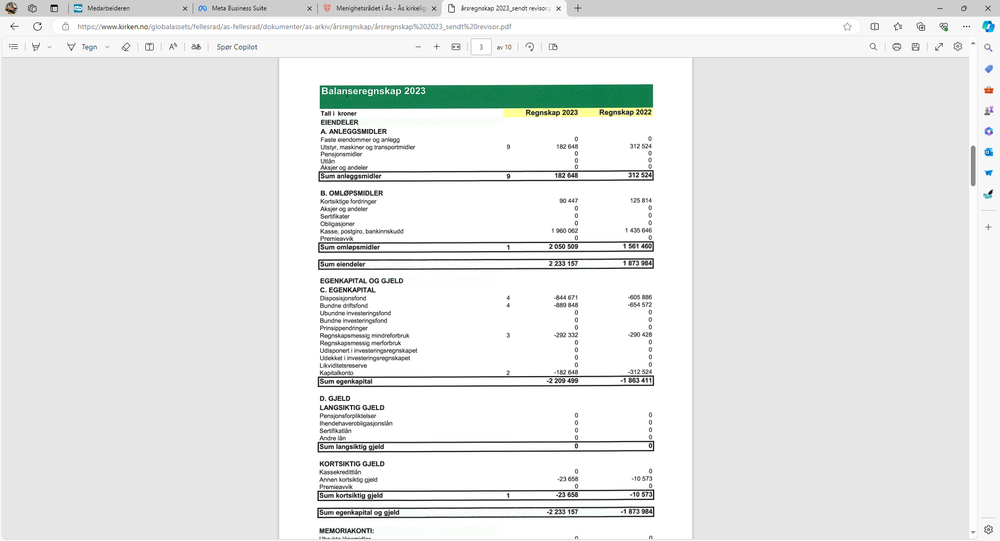 Medarbeideren
Meta Business Suite
Menighetsrådet i Ås - Ås kirkelig
årsregnskap 2023_sendt revisor.p
https://www.kirken.no/globalassets/fellesrad/as-fellesrad/dokumenter/as-arkiv/årsregnskap/årsregnskap%202023_sendt%20revisor.pdf
Tegn
Spør Copilot
3 av 10
Balanseregnskap 2023
Tall i kroner Regnskap 2023 Regnskap 2022
EIENDELER
A. ANLEGGSMIDLER
Faste eiendommer og anlegg 0 0
Utstyr, maskiner og transportmidler 9 182 648 312 524
Pensjonsmidler 0 0
Utlån 0 0
Aksjer og andeler 0 0
Sum anleggsmidler 9 182 648 312 524
B. OMLØPSMIDLER
Kortsiktige fordringer 90 447 125 814
Aksjer og andeler 0 0
Sertifikater 0 0
Obligasjoner 0 0
Kasse, postgiro, bankinnskudd 1 960 062 1 435 646
Premieavvik 0 0
Sum omløpsmidler 1 2 050 509 1 561 460
Sum eiendeler 2 233 157 1 873 984
EGENKAPITAL OG GJELD
C. EGENKAPITAL
Disposisjonsfond 4 -844 671 -605 886
Bundne driftsfond 4 -889 848 -654 572
Ubundne investeringsfond 0 0
Bundne investeringsfond 0 0
Prinsippendringer 0 0
Regnskapsmessig mindreforbruk 3 -292 332 -290 428
Regnskapsmessig merforbruk 0 0
Udisponert i investeringsregnskapet 0 0
Udekket i investeringsregnskapet 0 0
Likviditetsreserve 0 0
Kapitalkonto 2 -182 648 -312 524
Sum egenkapital -2 209 499 -1 863 411
D. GJELD
LANGSIKTIG GJELD
Pensjonsforpliktelser 0 0
Ihendehaverobligasjonslån 0 0
Sertifikatlån 0 0
Andre lån 0 0
Sum langsiktig gjeld 0 0
KORTSIKTIG GJELD
Kassekredittlån 0 0
Annen kortsiktig gjeld -23 658 -10 573
Premieavvik 0 0
Sum kortsiktig gjeld 1 -23 658 -10 573
Sum egenkapital og gjeld -2 233 157 -1 873 984
MEMORIAKONTI:
Ubrukte lånemidler 0 0